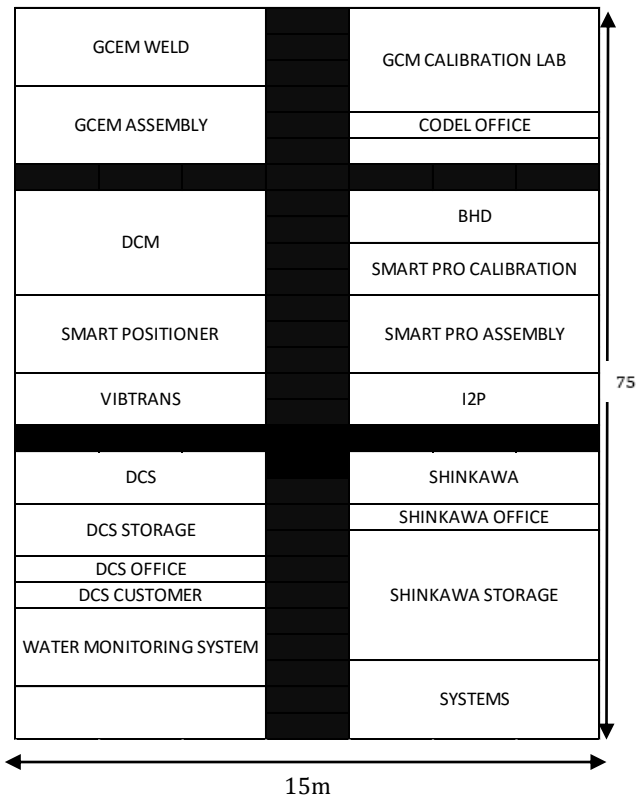 GCEM WELD
GCM CALIBRATION LAB
GCEM ASSEMBLY
CODEL OFFICE
DCM
BHD
SMART PRO CALIBRATION
SMART POSITIONER
SMART PRO ASSEMBLY
VIBTRANS
I2P
75
DCS
SHINKAWA
DCS STORAGE
SHINKAWA OFFICE
DCS OFFICE
DCS CUSTOMER
SHINKAWA STORAGE
WATER MONITORING SYSTEM
SYSTEMS
15m